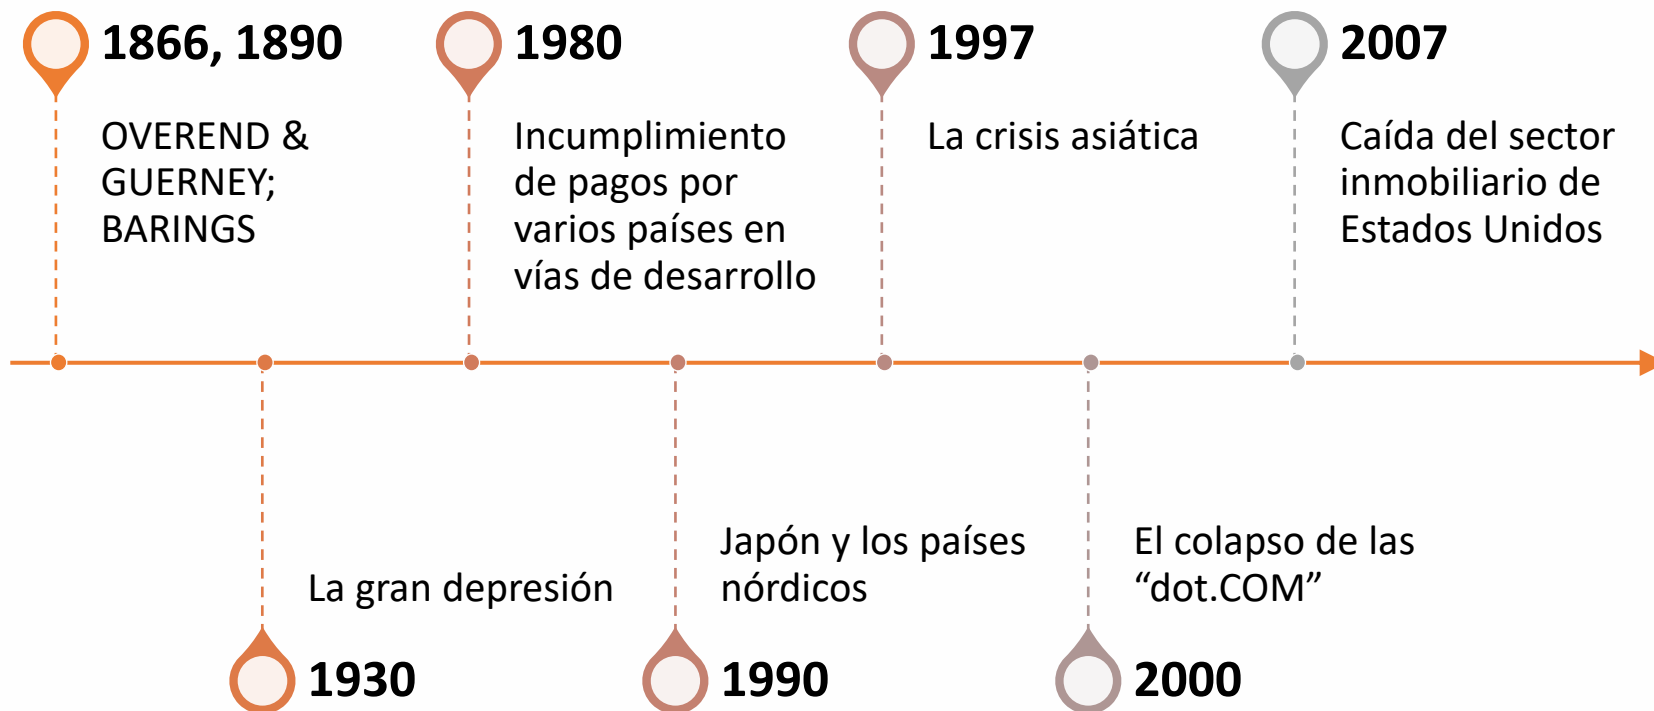 1866, 1890
OVEREND &
GUERNEY;
BARINGS
1930
La gran depresión
1980
Incumplimiento
de pagos por
varios países en
vías de desarrollo
1990
Japón y los países
nórdicos
1997
La crisis asiática
2000
El colapso de las
“dot.COM”
2007
Caída del sector
inmobiliario de
Estados Unidos